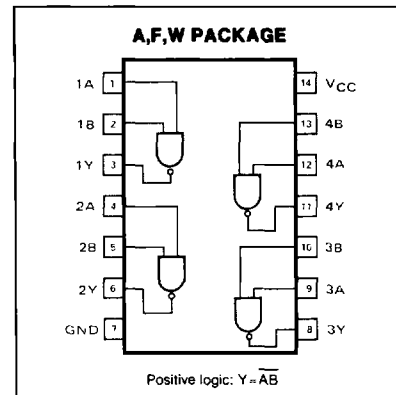 A,F,W PACKAGE
1A 1 14 VCC
1B 2 13 4B
1Y 3 12 4A
2A 4 11 4Y
2B 5 10 3B
2Y 6 9 3A
GND 7 8 3Y
Positive logic: Y = A̅B̅